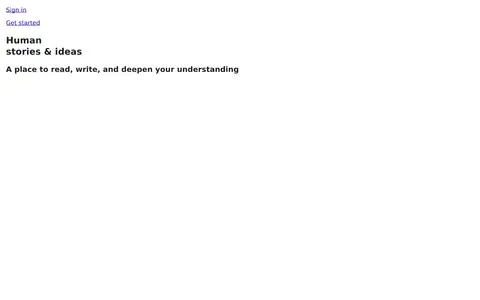 Sign in
Get started
Human
stories & ideas
A place to read, write, and deepen your understanding